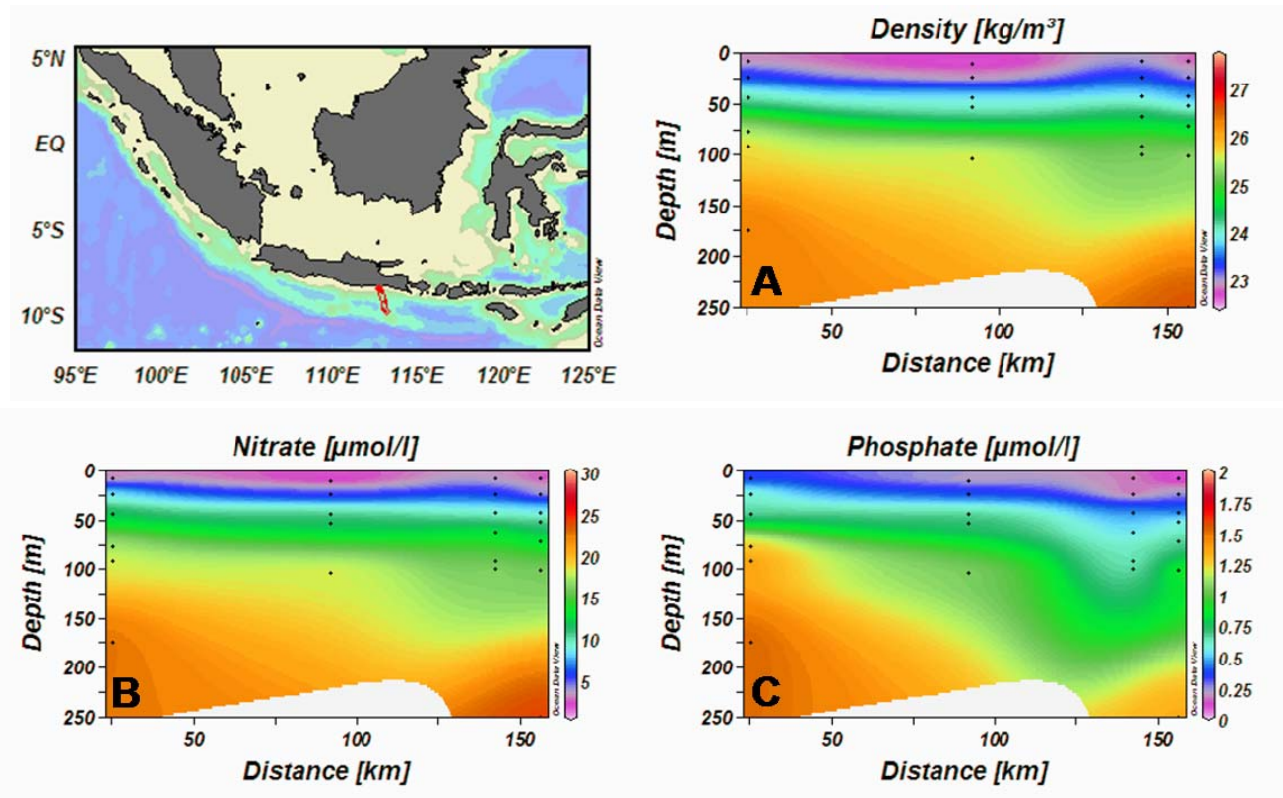 Density [kg/m³]
5°N
EQ
5°S
10°S
95°E 100°E 105°E 110°E 115°E 120°E 125°E
Ocean Data View
0
50
100
150
200
250
Depth [m]
A
50 100 150
Distance [km]
27
26
25
24
23
Ocean Data View
Nitrate [µmol/l]
0
50
100
150
200
250
Depth [m]
B
50 100 150
Distance [km]
30
25
20
15
10
5
Ocean Data View
Phosphate [µmol/l]
0
50
100
150
200
250
Depth [m]
C
50 100 150
Distance [km]
2
1.75
1.5
1.25
1
0.75
0.5
0.25
0
Ocean Data View